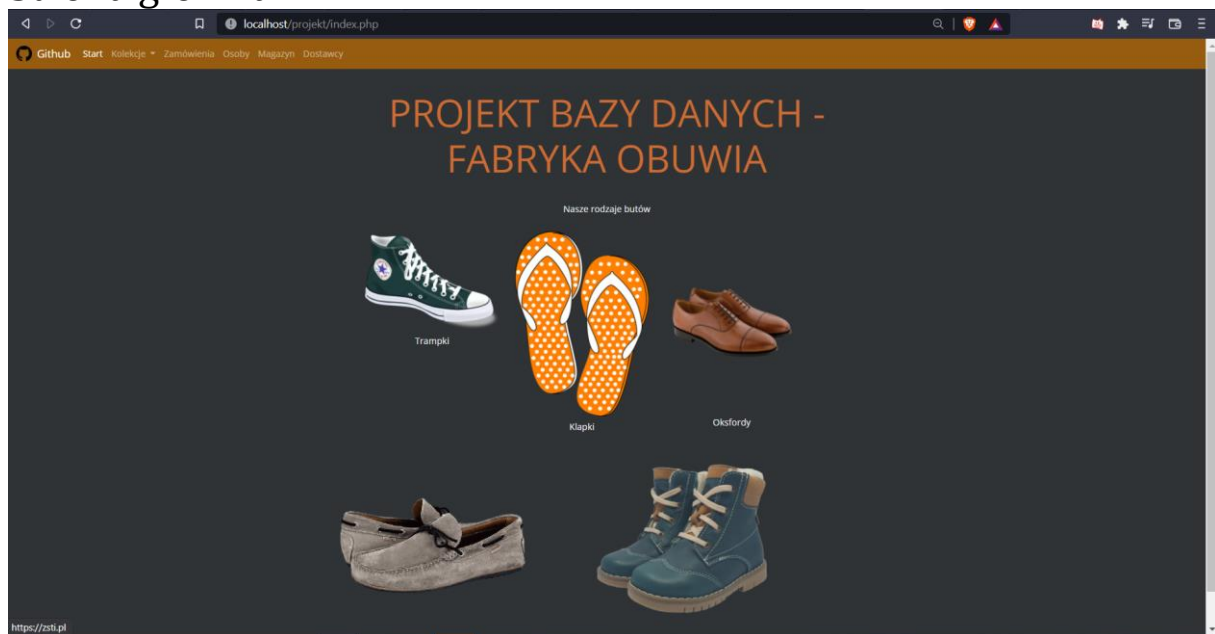 localhost/projekt/index.php
Github Start Kolekcje Zamówienia Osoby Magazyn Dostawcy
PROJEKT BAZY DANYCH -
FABRYKA OBUWIA
Nasze rodzaje butów
Trampki
Klapki
Oksfordy
https://zsti.pl